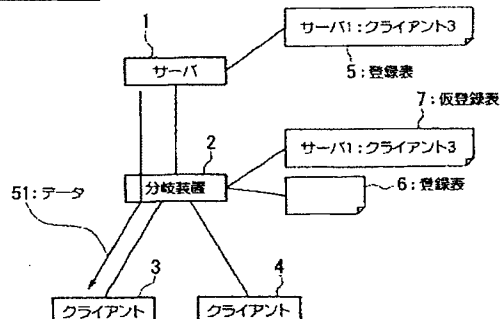 サーバ1:クライアント3
1
サーバ
5:登録表
7:仮登録表
サーバ1:クライアント3
2
分岐装置
6:登録表
51:データ
3
4
クライアント
クライアント